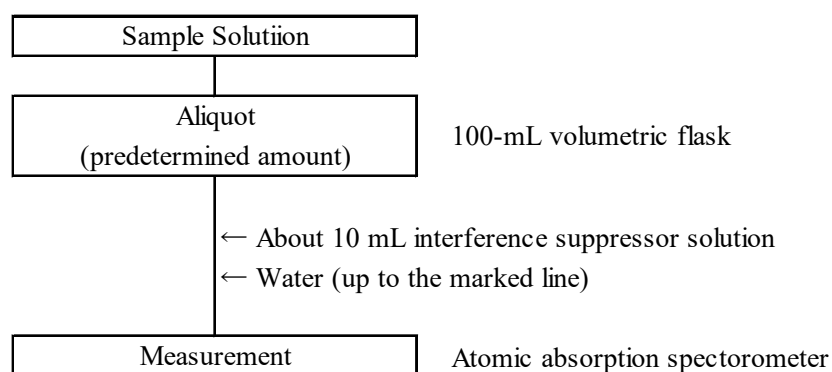 Sample Solutiion
Aliquot
(predetermined amount)
100-mL volumetric flask
← About 10 mL interference suppressor solution
← Water (up to the marked line)
Measurement
Atomic absorption spectorometer